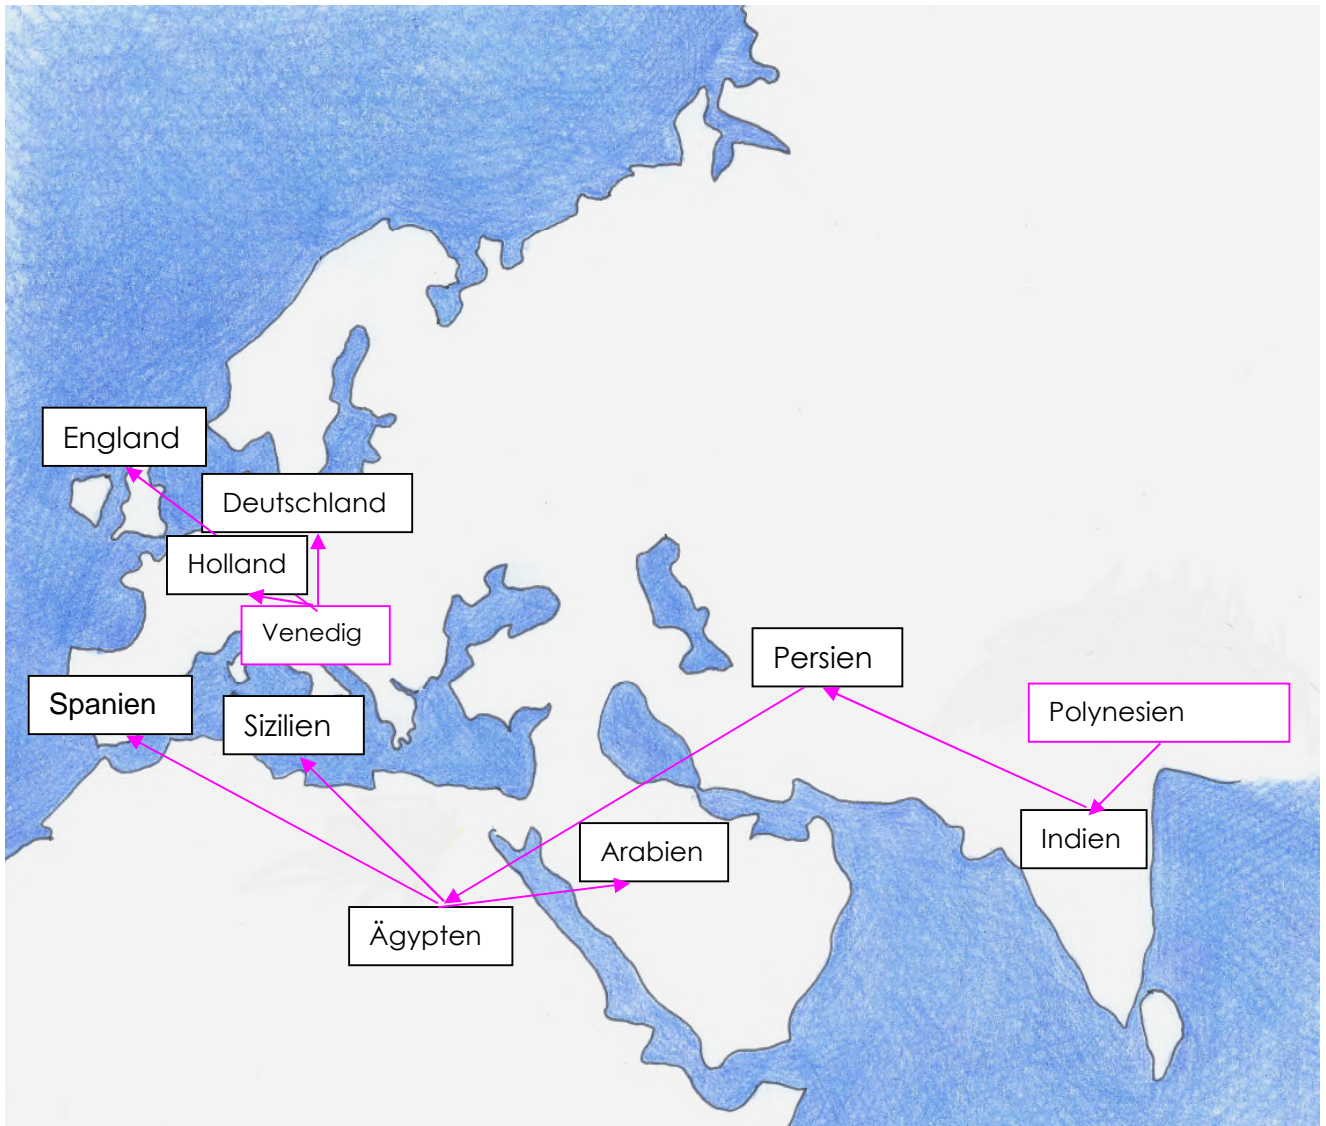 England
Deutschland
Holland
Venedig
Persien
Spanien
Sizilien
Polynesien
Indien
Arabien
Ägypten